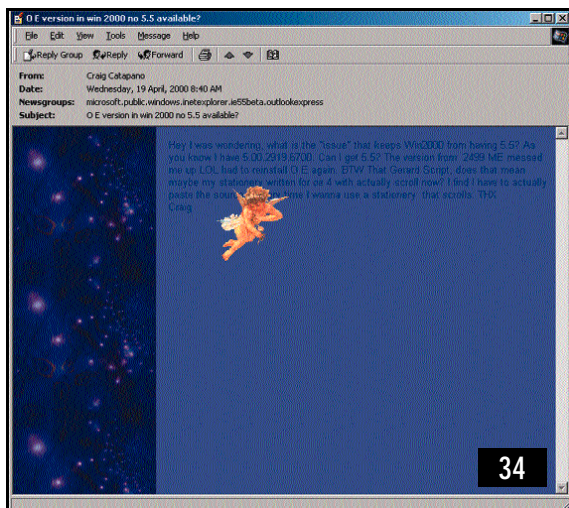 O E version in win 2000 no 5.5 available?
File Edit View Tools Message Help
Reply Group Reply Forward
From: Craig Catapano
Date: Wednesday, 19 April, 2000 8:40 AM
Newsgroups: microsoft.public.windows.inetexplorer.ie55beta.outlookexpress
Subject: O E version in win 2000 no 5.5 available?
Hey I was wondering, what is the "issue" that keeps Win2000 from having 5.5? As
you know I have 5.00.2919.6700. Can I get 5.5? The version from 2499 ME messed
me up LOL had to reinstall O.E again. BTW That Gerard Script, does that mean
maybe my stationery written for oe 4 with actually scroll now? I find I have to actually
paste the time I wanna use a stationery that scrolls. THX
Craig
34